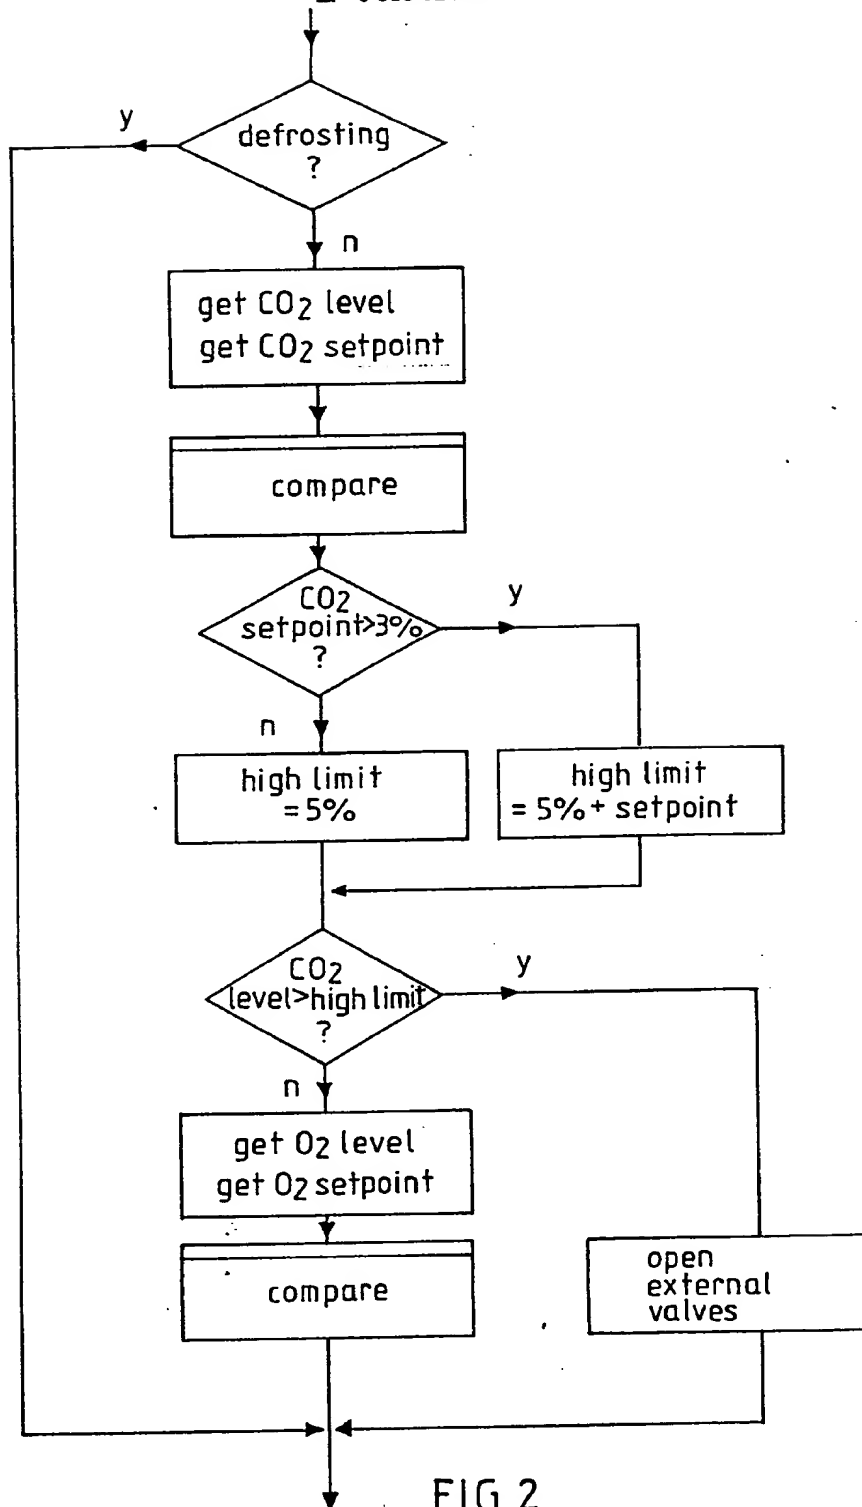 y
defrosting
?
n
get CO2 level
get CO2 setpoint
compare
CO2
setpoint>3%
?
y
n
high limit
=5%
high limit
= 5% + setpoint
CO2
level>high limit
?
y
n
get O2 level
get O2 setpoint
compare
open
external
valves
FIG 2